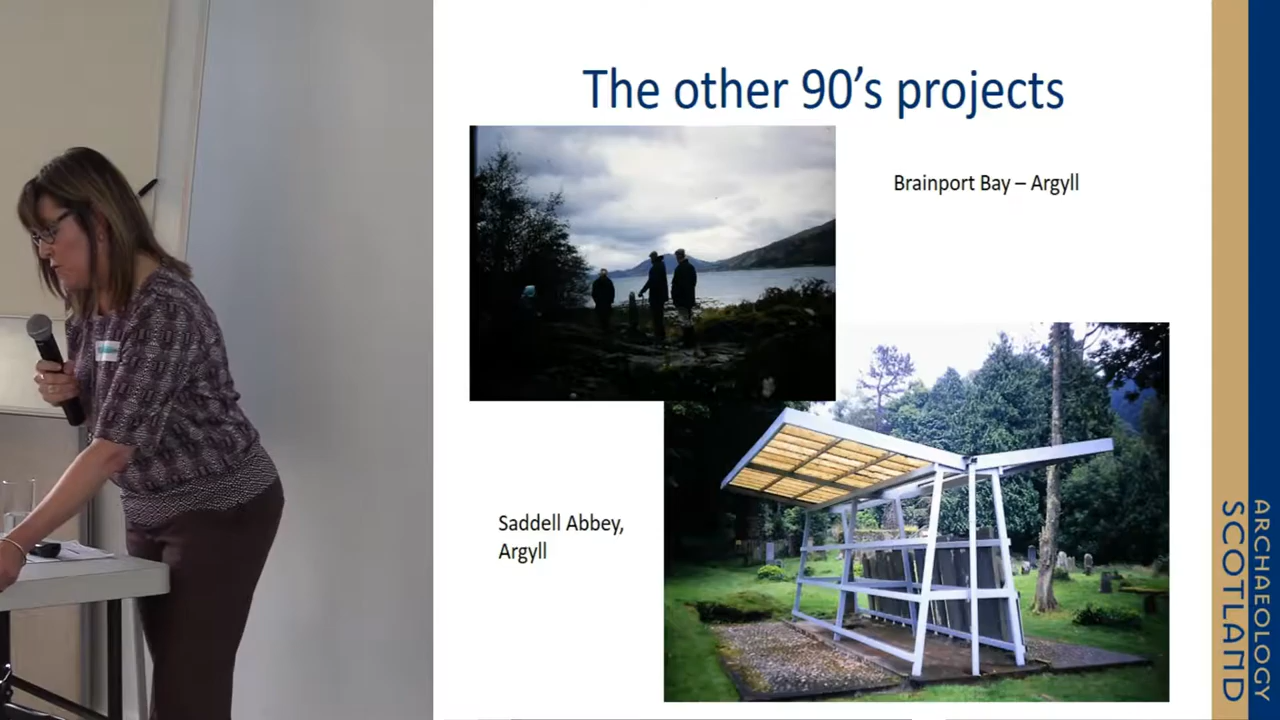 The other 90's projects
Brainport Bay – Argyll
Saddell Abbey,
Argyll
ARCHAEOLOGY
SCOTLAND